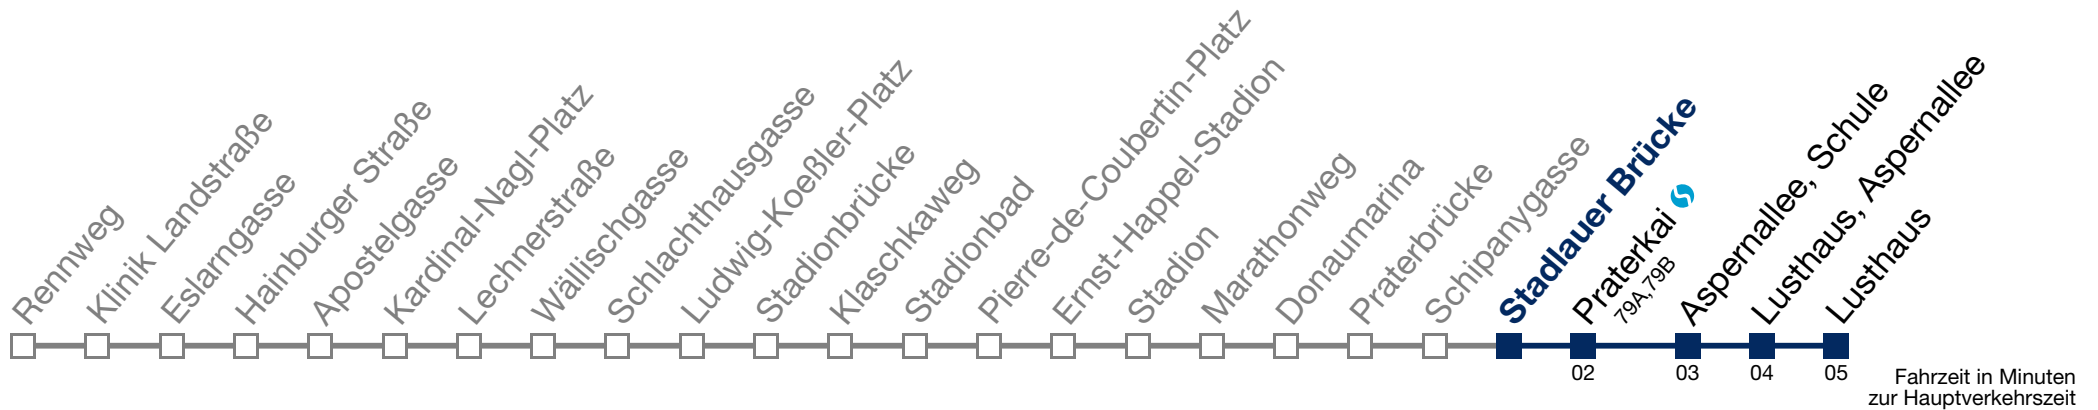 Rennweg
Klinik Landstraße
Eslarngasse
Hainburger Straße
Apostelgasse
Kardinal-Nagl-Platz
Lechnerstraße
Wällischgasse
Schlachthausgasse
Ludwig-Koeßler-Platz
Stadionbrücke
Klaschkaweg
Stadionbad
Pierre-de-Coubertin-Platz
Ernst-Happel-Stadion
Stadion
Marathonweg
Donaumarina
Praterbrücke
Schipanygasse
Stadlauer Brücke
Praterkai
79A,79B
Aspernallee, Schule
Lusthaus, Aspernallee
Lusthaus
02
03
04
05
Fahrzeit in Minuten
zur Hauptverkehrszeit